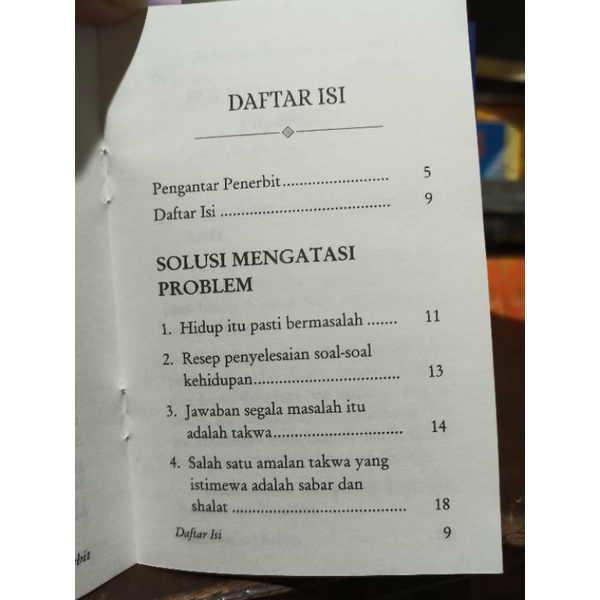 DAFTAR ISI
Pengantar Penerbit......................... 5
Daftar Isi ........................................ 9
SOLUSI MENGATASI
PROBLEM
1. Hidup itu pasti bermasalah ....... 11
2. Resep penyelesaian soal-soal
kehidupan.................................. 13
3. Jawaban segala masalah itu
adalah takwa.............................. 14
4. Salah satu amalan takwa yang
istimewa adalah sabar dan
shalat ......................................... 18
Daftar Isi 9